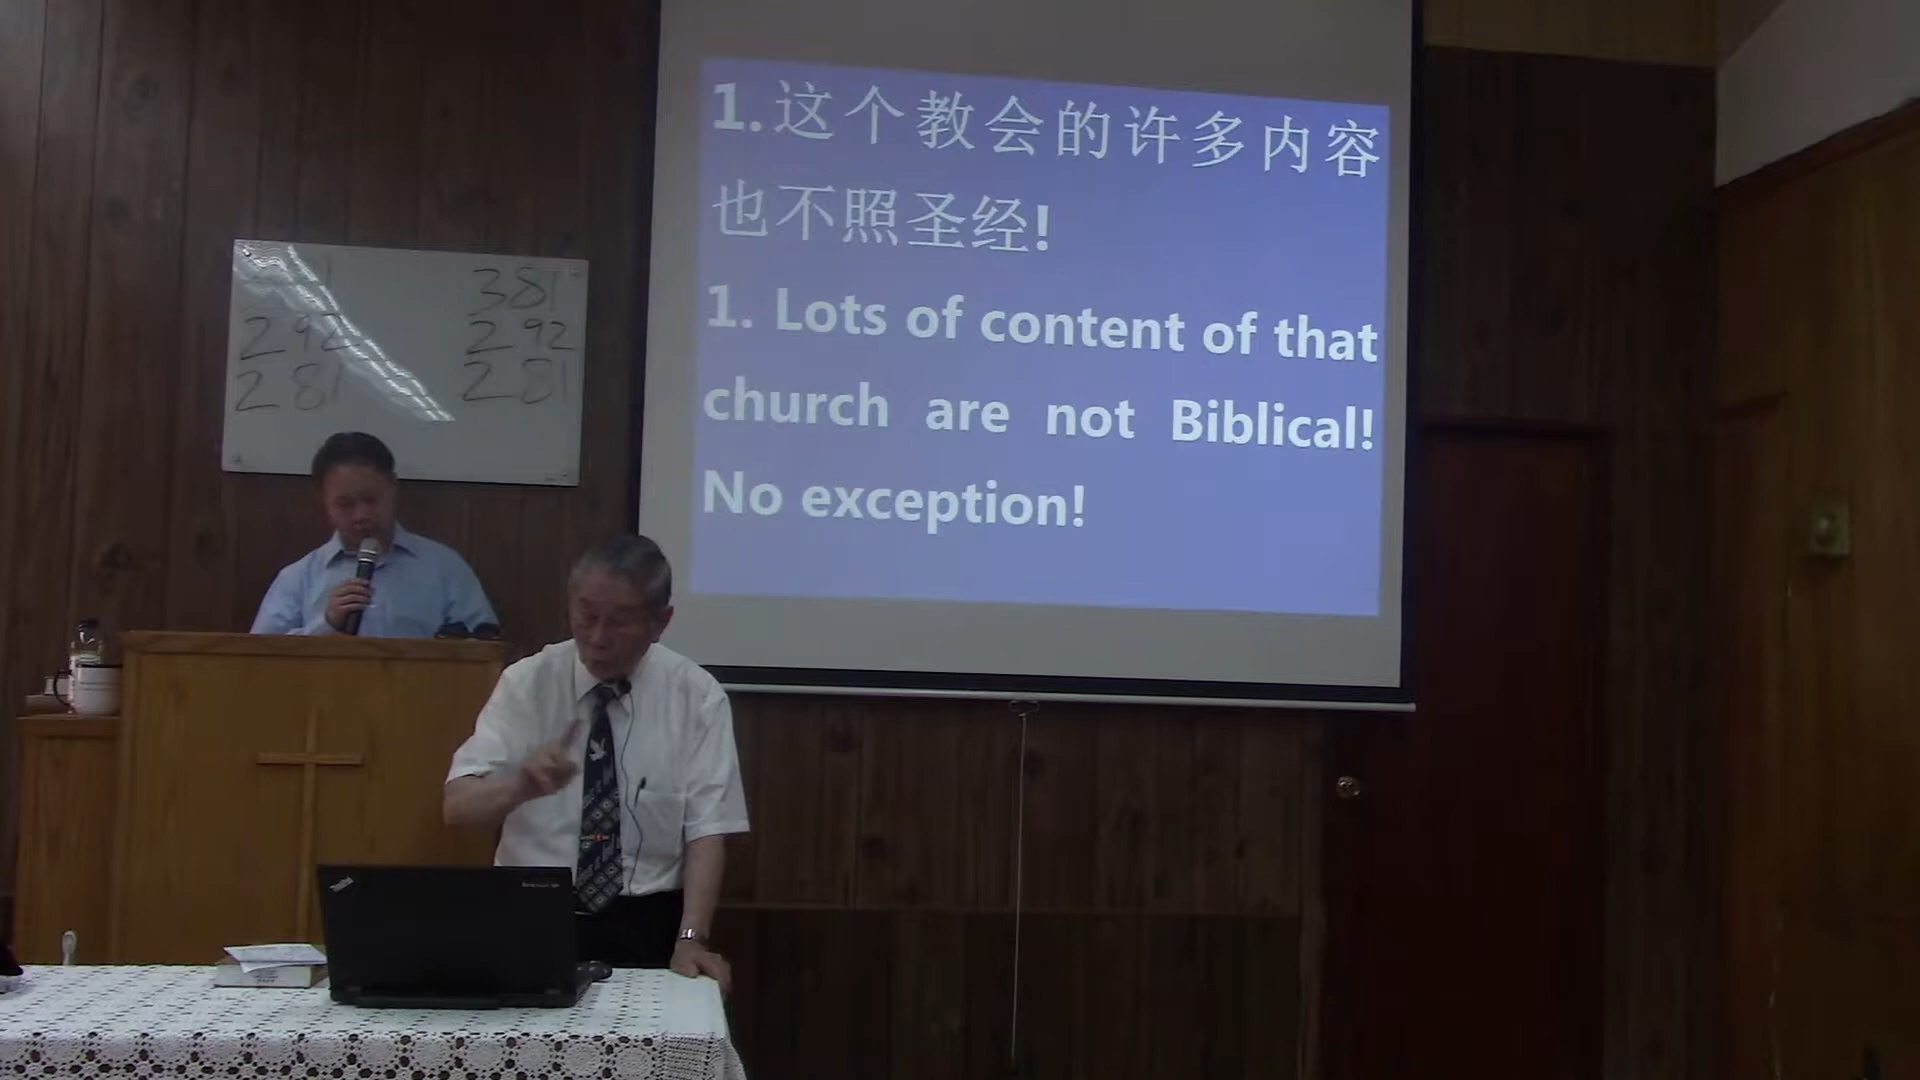 1.这个教会的许多内容
也不照圣经!
1. Lots of content of that
church are not Biblical!
No exception!
381
292 292
281 281
ThinkPad